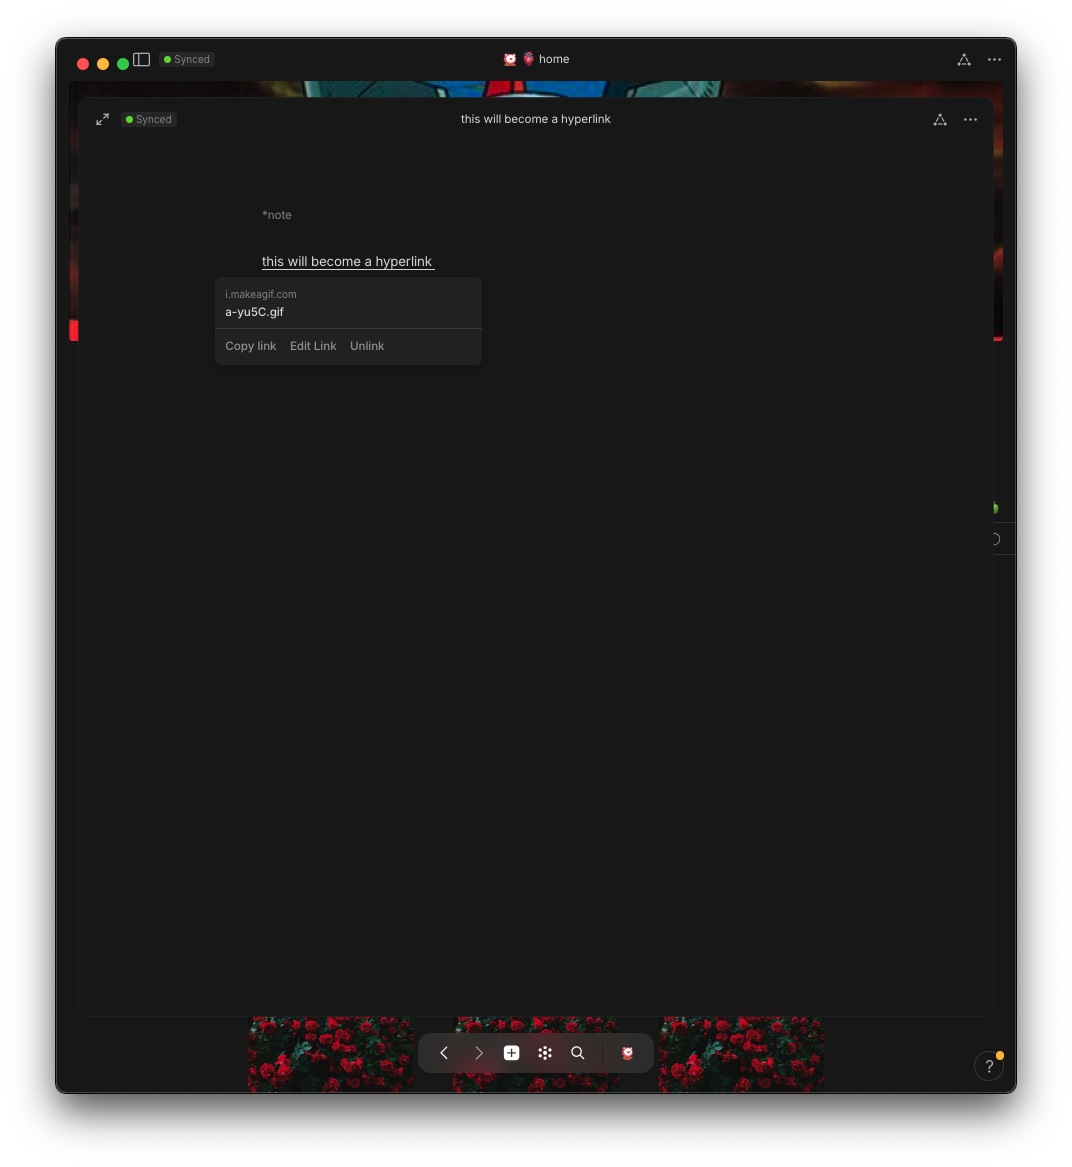 Synced
home
Synced
this will become a hyperlink
*note
this will become a hyperlink
i.makeagif.com
a-yu5C.gif
Copy link Edit Link Unlink
?